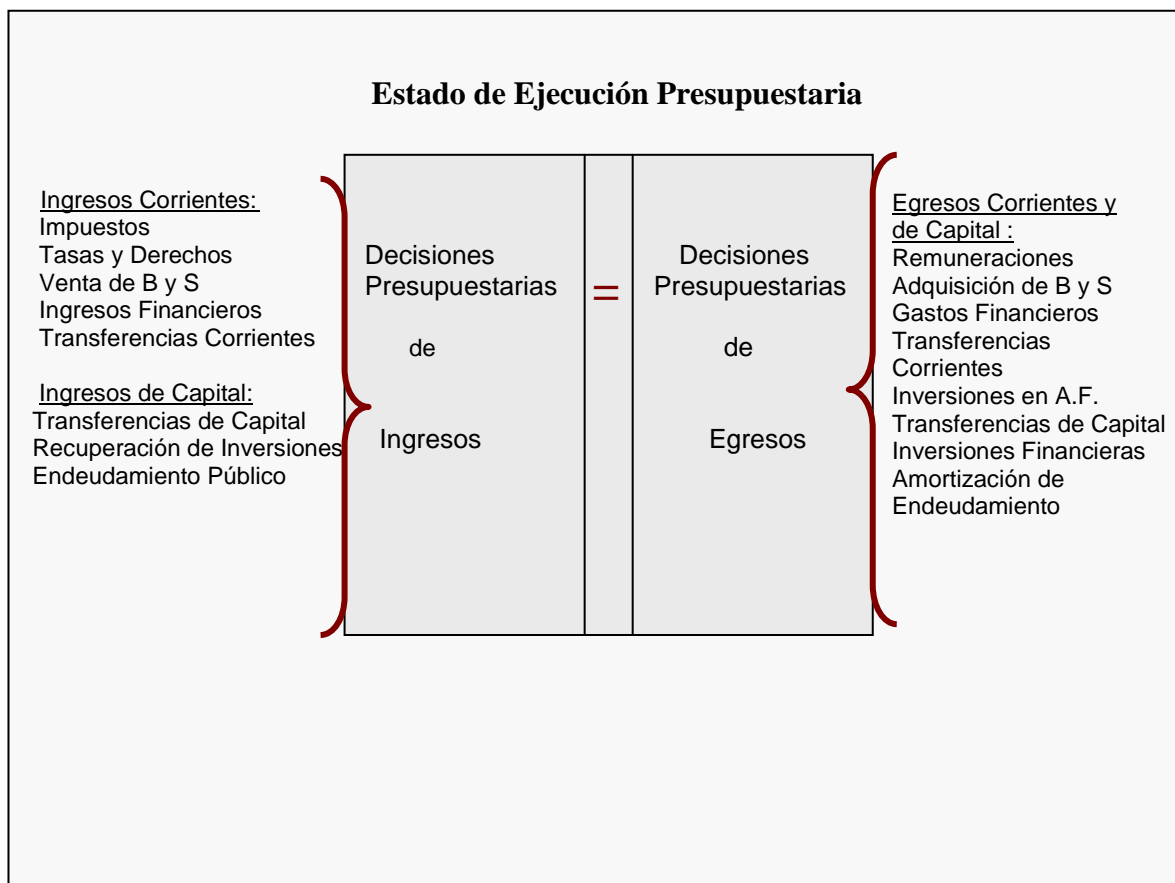 Estado de Ejecución Presupuestaria
Ingresos Corrientes:
Impuestos
Tasas y Derechos
Venta de B y S
Ingresos Financieros
Transferencias Corrientes
Ingresos de Capital:
Transferencias de Capital
Recuperación de Inversiones
Endeudamiento Público
Decisiones
Presupuestarias
de
Ingresos
=
Decisiones
Presupuestarias
de
Egresos
Egresos Corrientes y
de Capital :
Remuneraciones
Adquisición de B y S
Gastos Financieros
Transferencias
Corrientes
Inversiones en A.F.
Transferencias de Capital
Inversiones Financieras
Amortización de
Endeudamiento